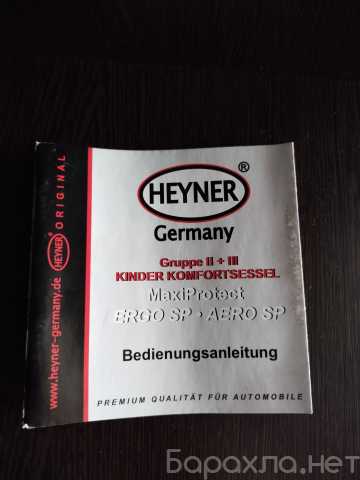 www.heyner-germany.de HEYNER® ORIGINAL
HEYNER®
Germany
Gruppe II + III
KINDER KOMFORTSESSEL
MaxiProtect
ERGO SP • AERO SP
Bedienungsanleitung
PREMIUM QUALITÄT FÜR AUTOMOBILE
Барахла.нет